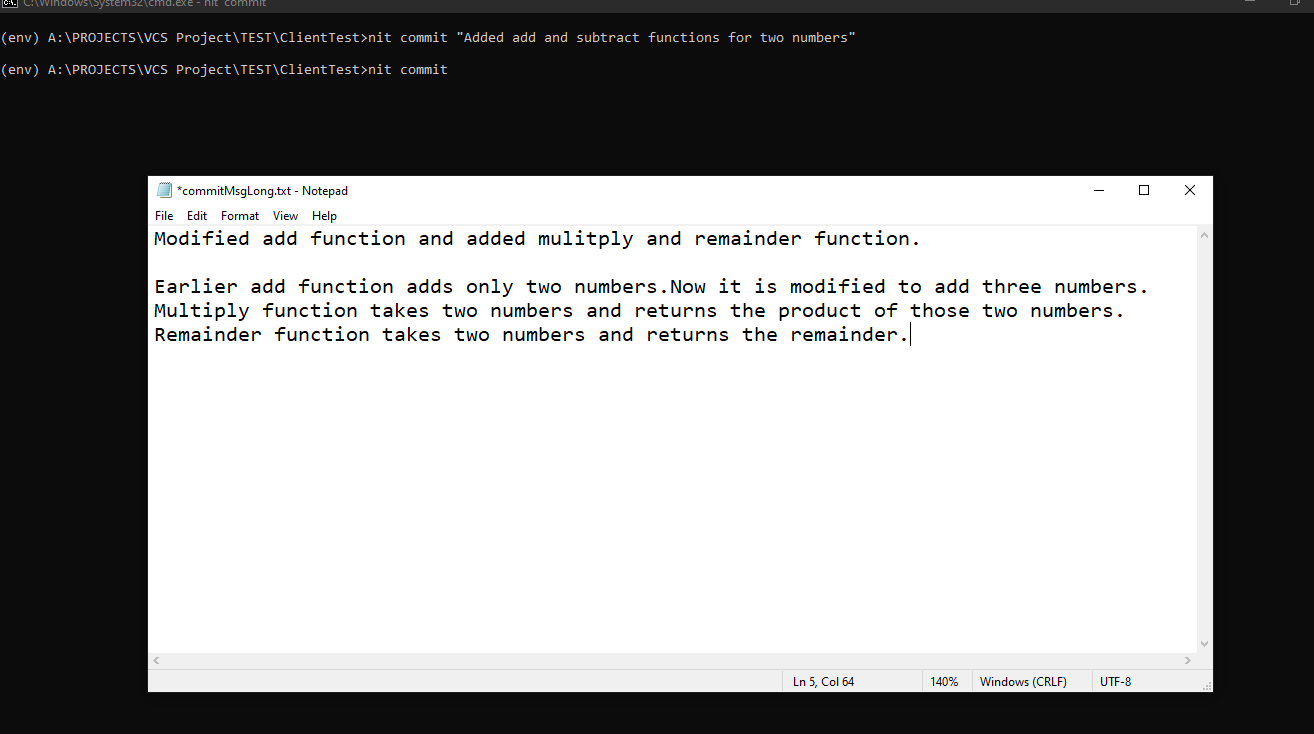 C:\Windows\System32\cmd.exe - nit commit
(env) A:\PROJECTS\VCS Project\TEST\ClientTest>nit commit "Added add and subtract functions for two numbers"
(env) A:\PROJECTS\VCS Project\TEST\ClientTest>nit commit
*commitMsgLong.txt - Notepad
File Edit Format View Help
Modified add function and added mulitply and remainder function.
Earlier add function adds only two numbers.Now it is modified to add three numbers.
Multiply function takes two numbers and returns the product of those two numbers.
Remainder function takes two numbers and returns the remainder.
Ln 5, Col 64 140% Windows (CRLF) UTF-8